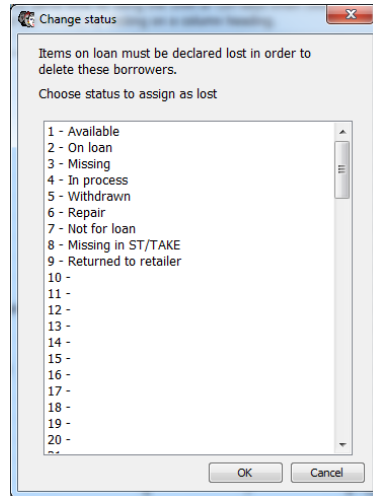 Change status
Items on loan must be declared lost in order to
delete these borrowers.
Choose status to assign as lost
1 - Available
2 - On loan
3 - Missing
4 - In process
5 - Withdrawn
6 - Repair
7 - Not for loan
8 - Missing in ST/TAKE
9 - Returned to retailer
10 -
11 -
12 -
13 -
14 -
15 -
16 -
17 -
18 -
19 -
20 -
OK Cancel